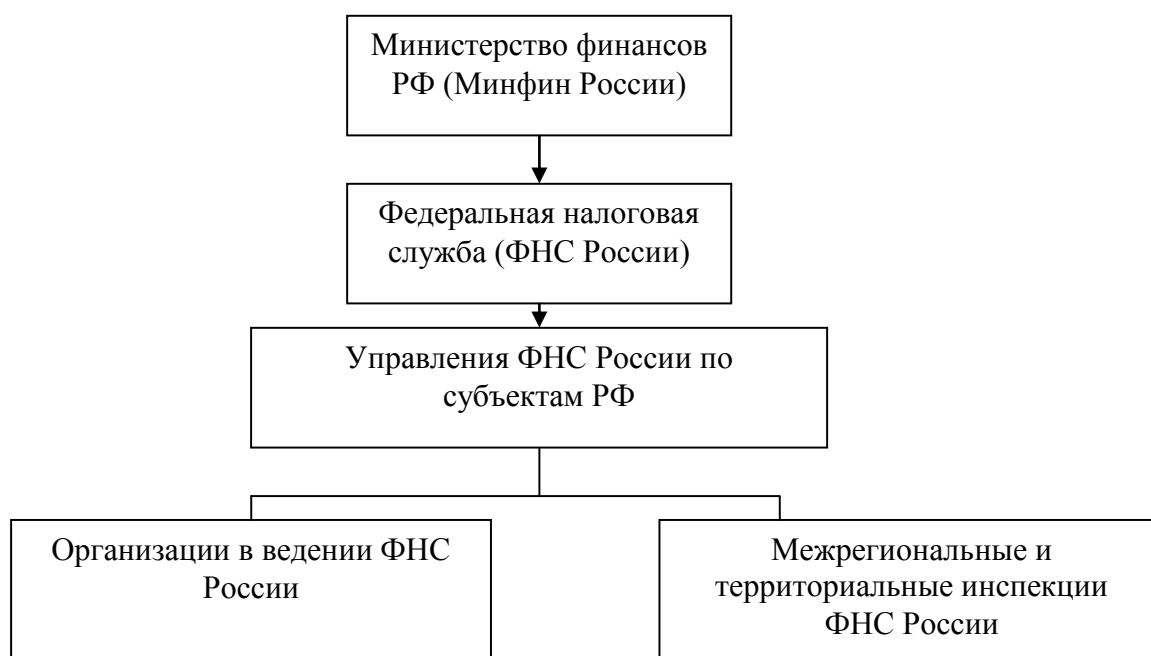 Министерство финансов
РФ (Минфин России)
Федеральная налоговая
служба (ФНС России)
Управления ФНС России по
субъектам РФ
Организации в ведении ФНС
России
Межрегиональные и
территориальные инспекции
ФНС России